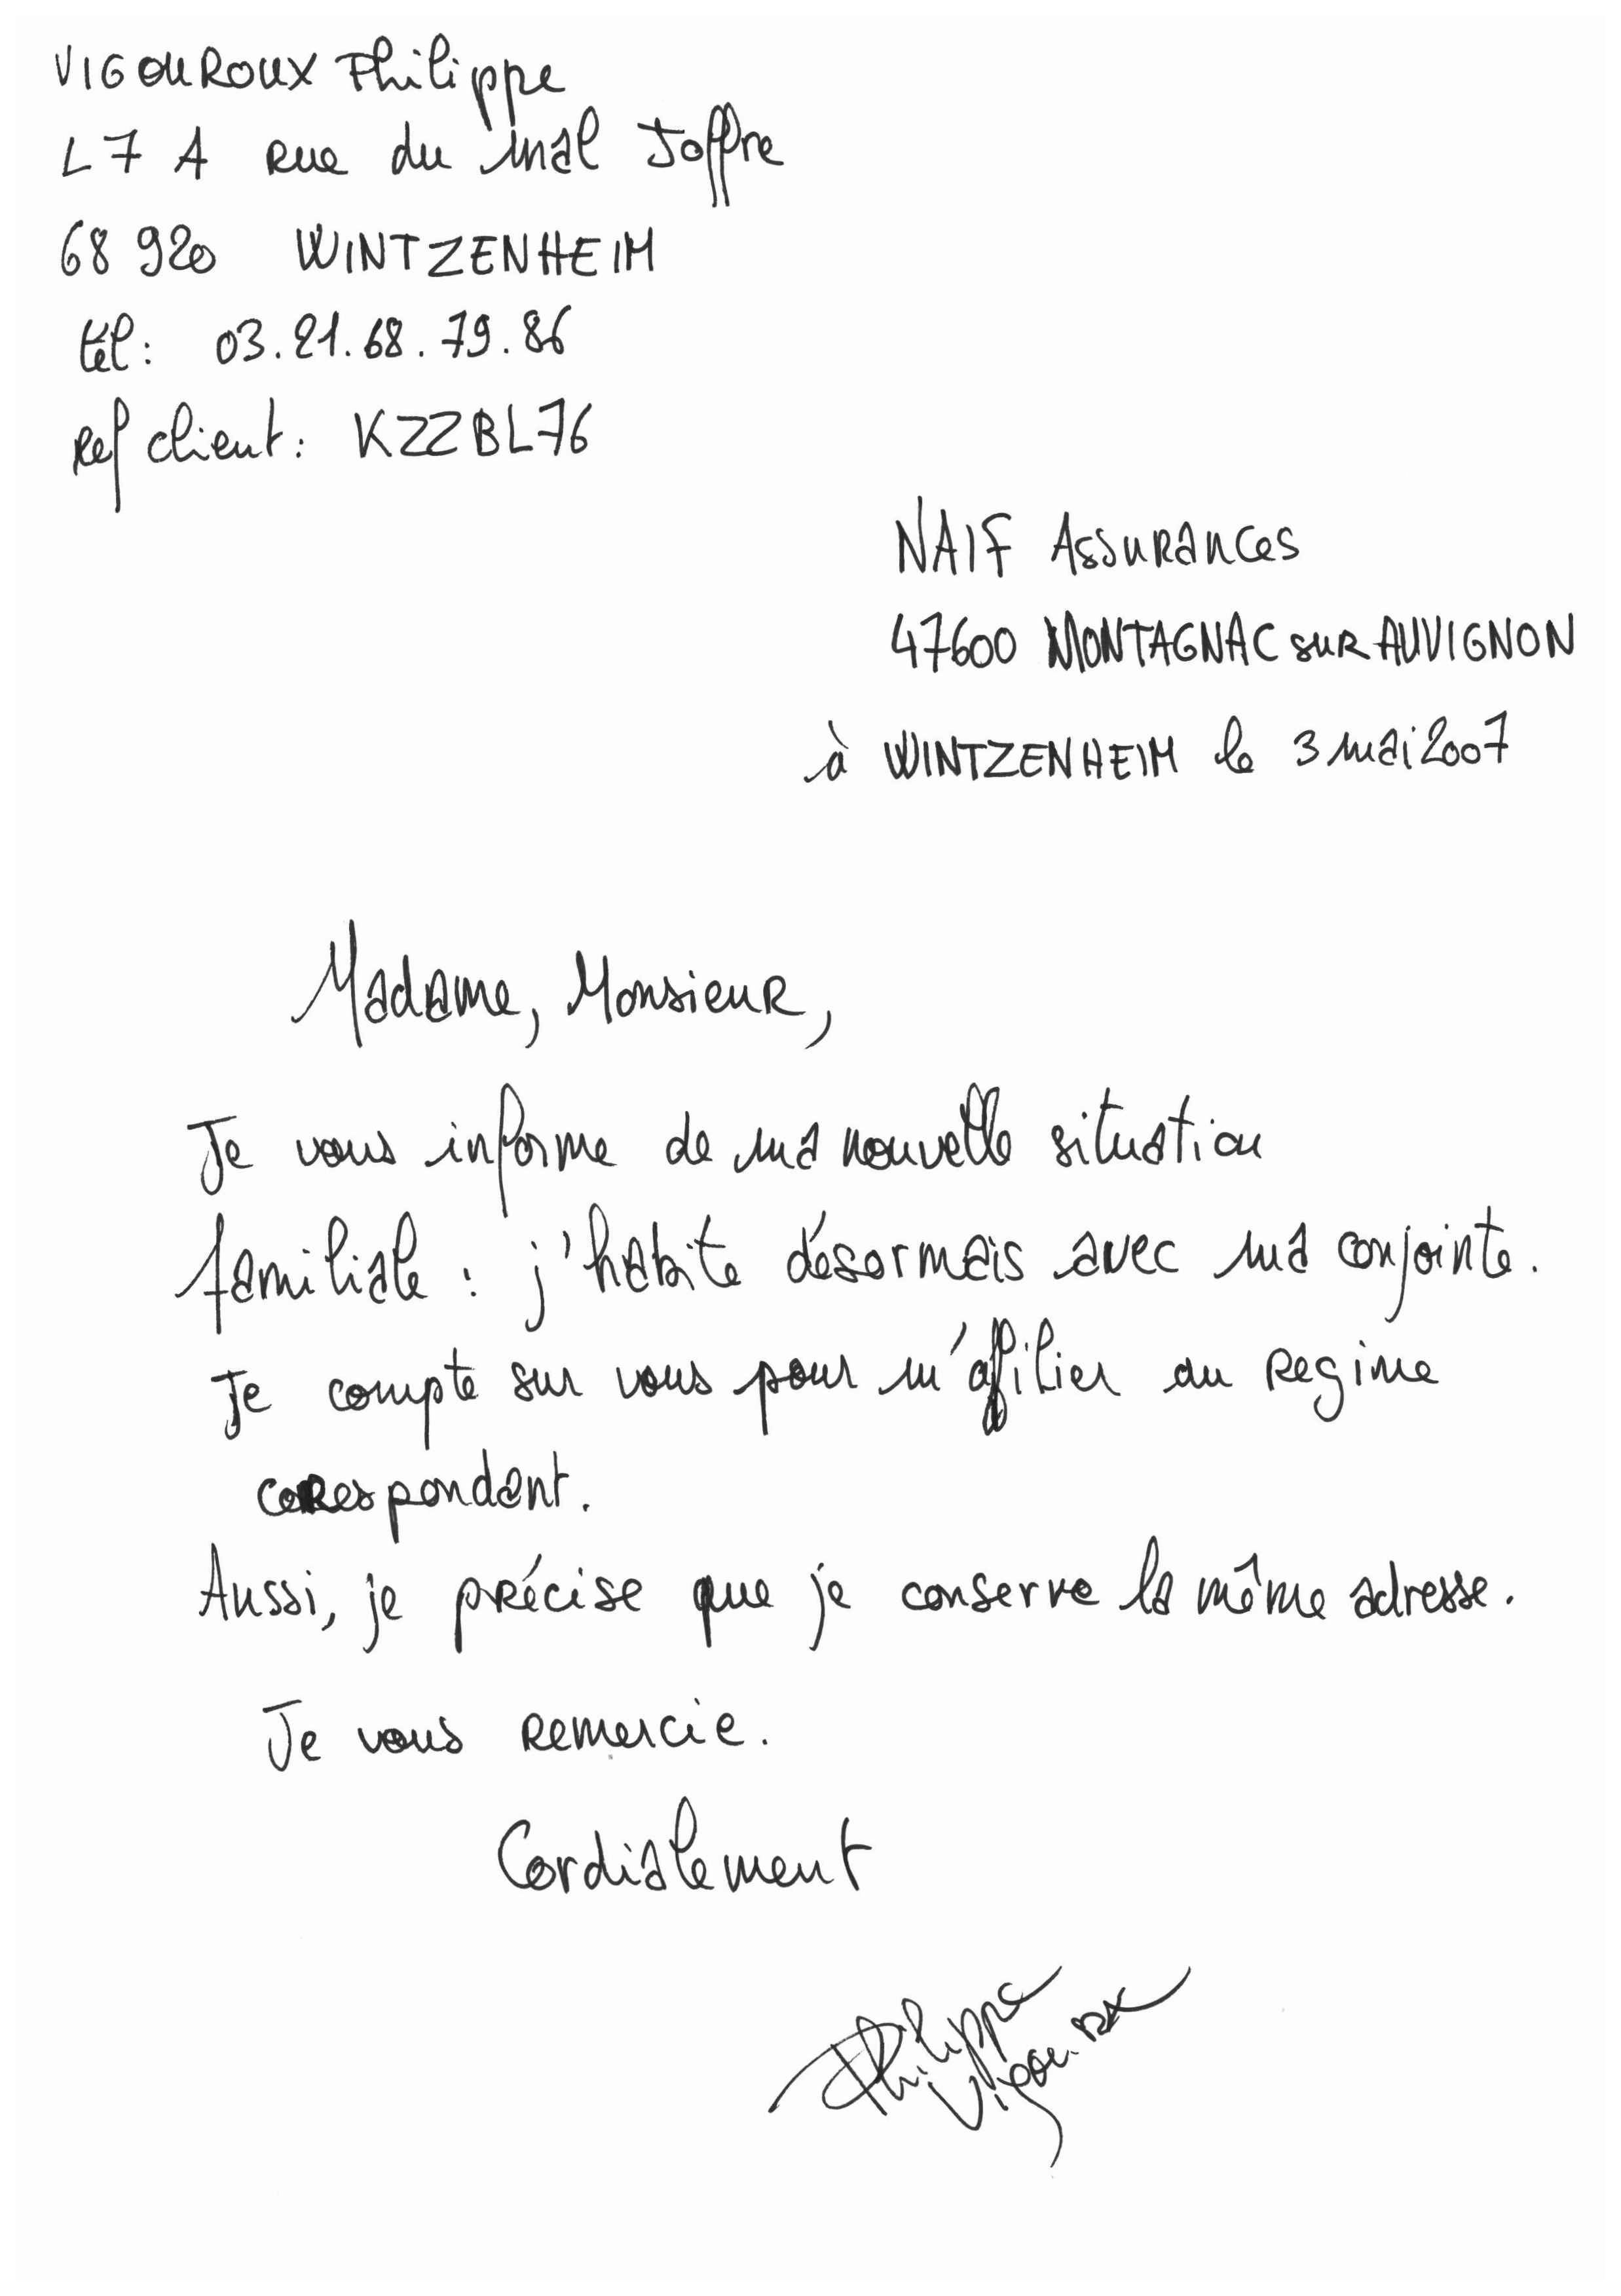 VIGOUROUX Philippe
L7 A rue du mal Joffre
68 920 WINTZENHEIM
tél: 03.21.68.79.86
Ref client: KZZBL76
NAIF Assurances
47600 MONTAGNAC sur AUVIGNON
à WINTZENHEIM le 3 mai 2007
Madame, Monsieur,
Je vous informe de ma nouvelle situation
familiale : j'habite désormais avec ma conjointe.
Je compte sur vous pour m'affilier au Regime
correspondant.
Aussi, je précise que je conserve la même adresse.
Je vous remercie.
Cordialement
Philippe